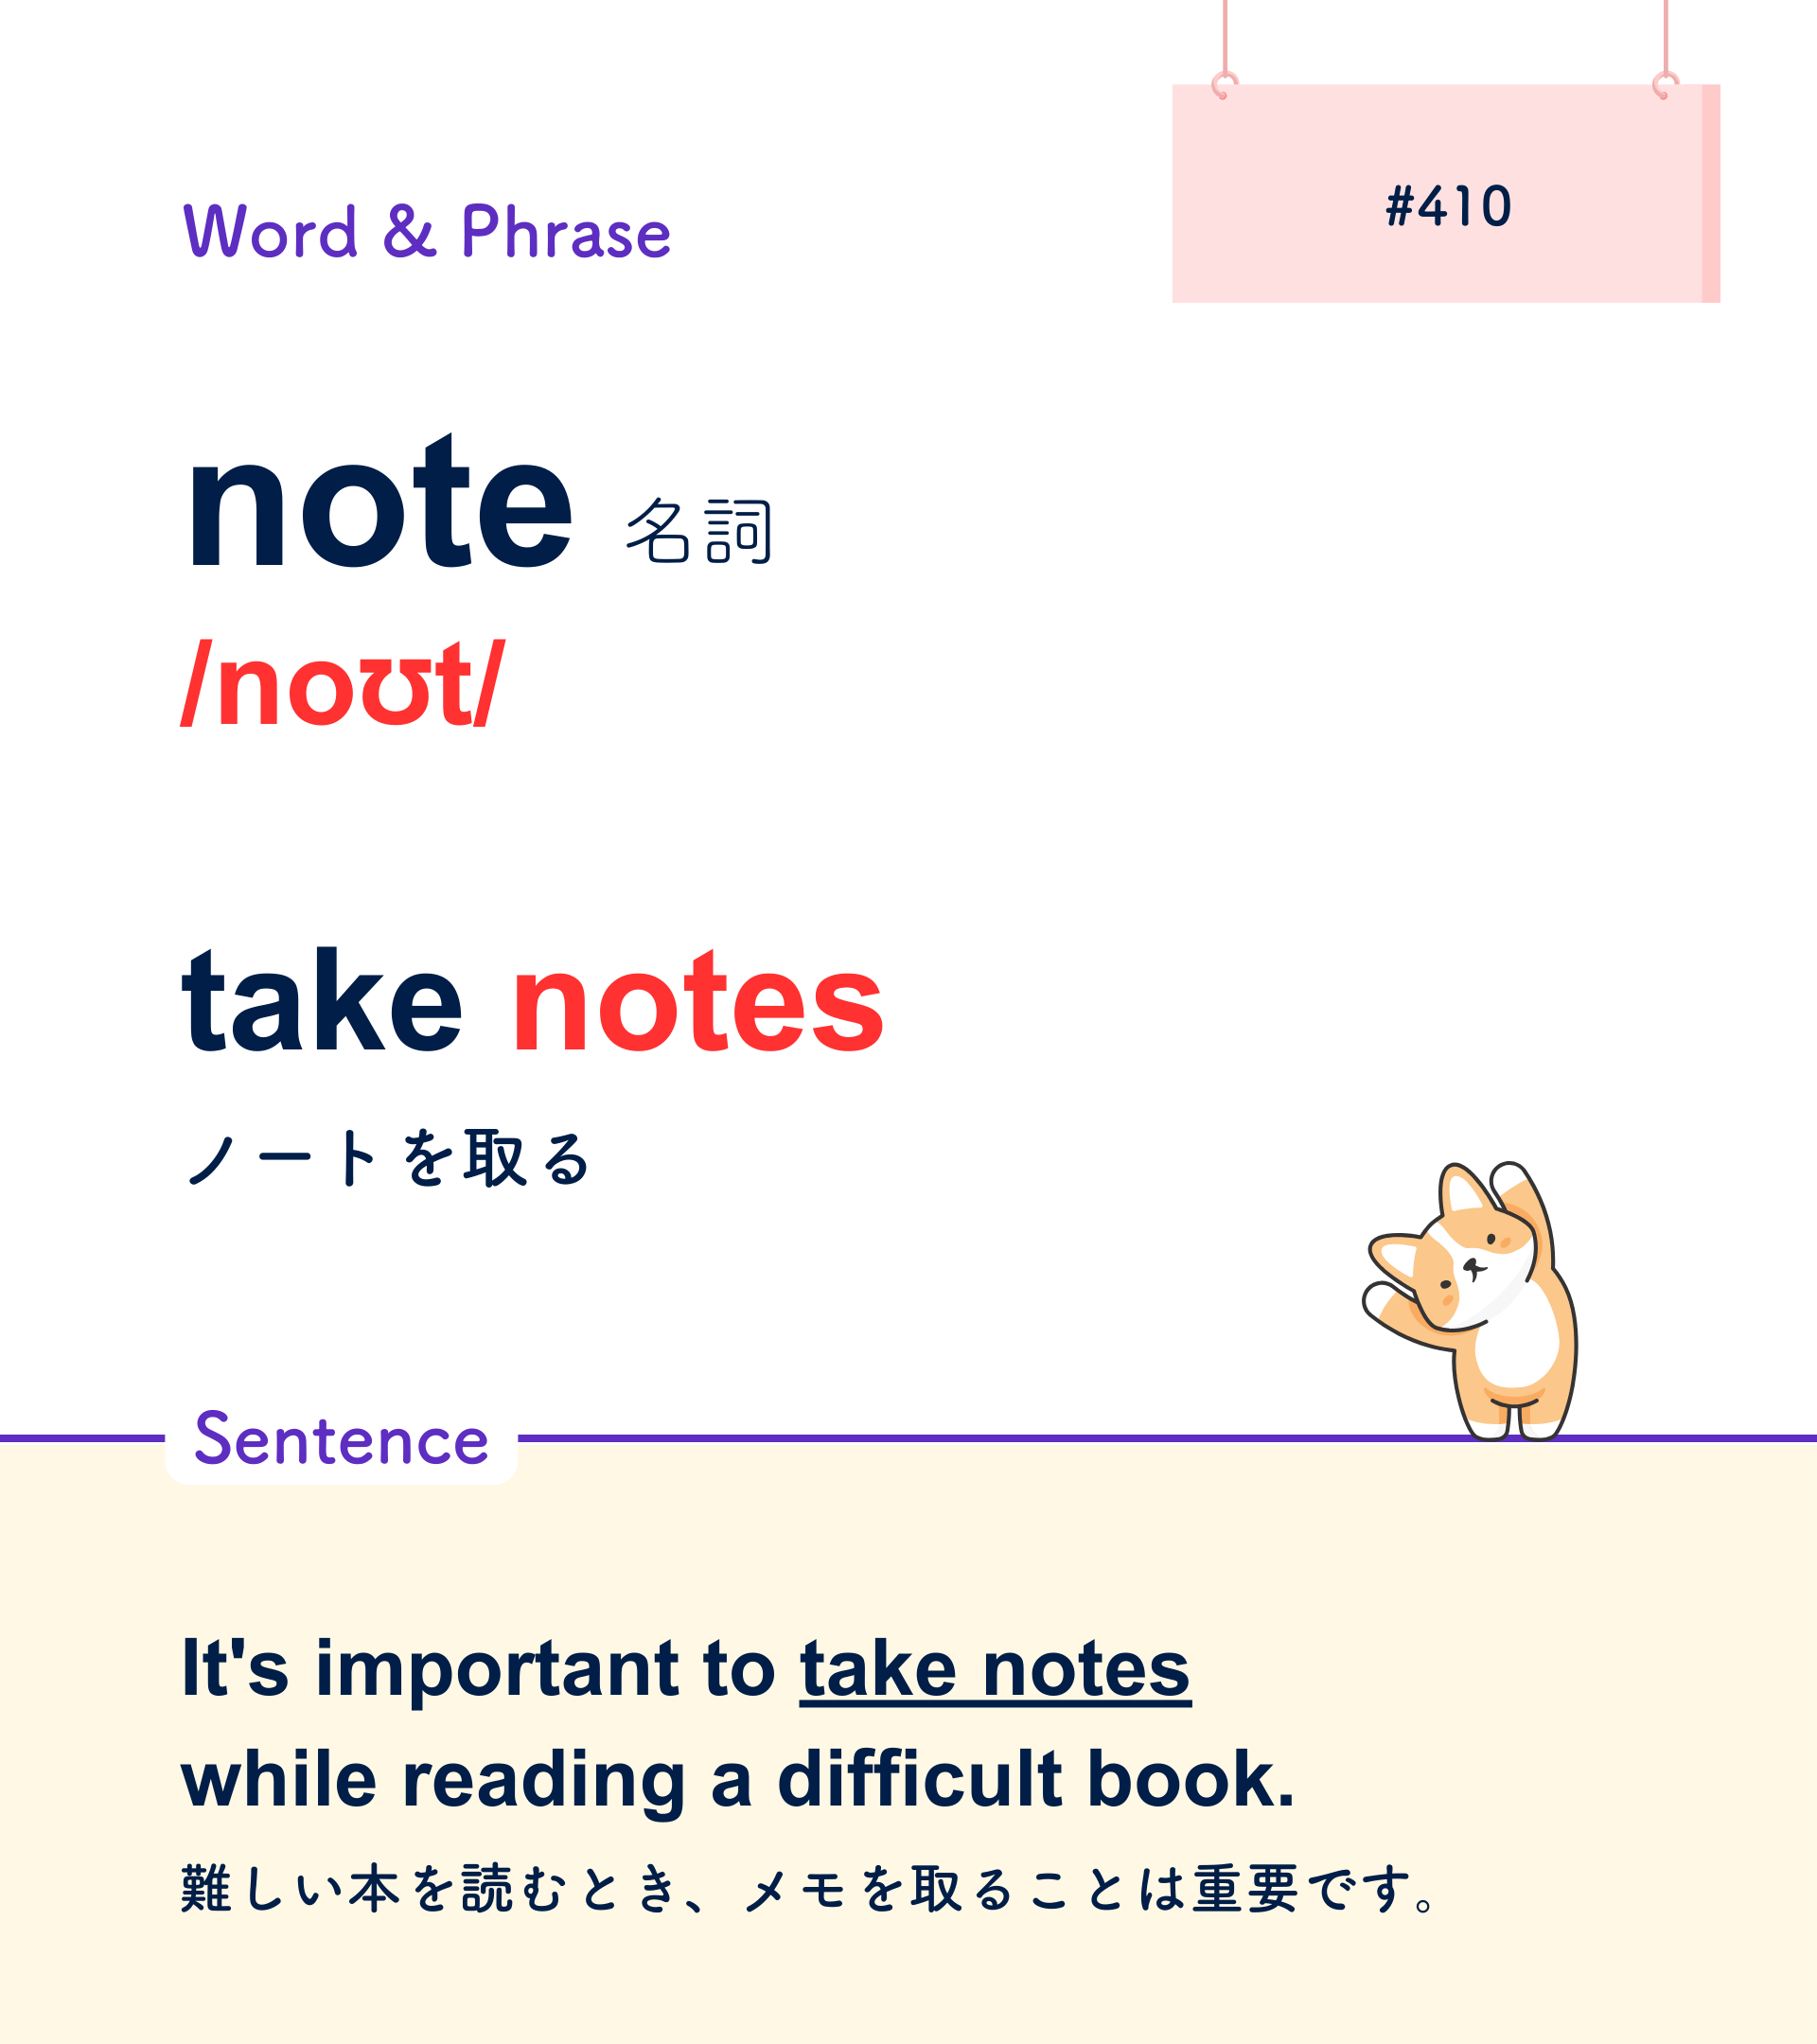 #410
Word & Phrase
note 名詞
/noʊt/
take notes
ノートを取る
Sentence
It's important to take notes
while reading a difficult book.
難しい本を読むとき、メモを取ることは重要です。